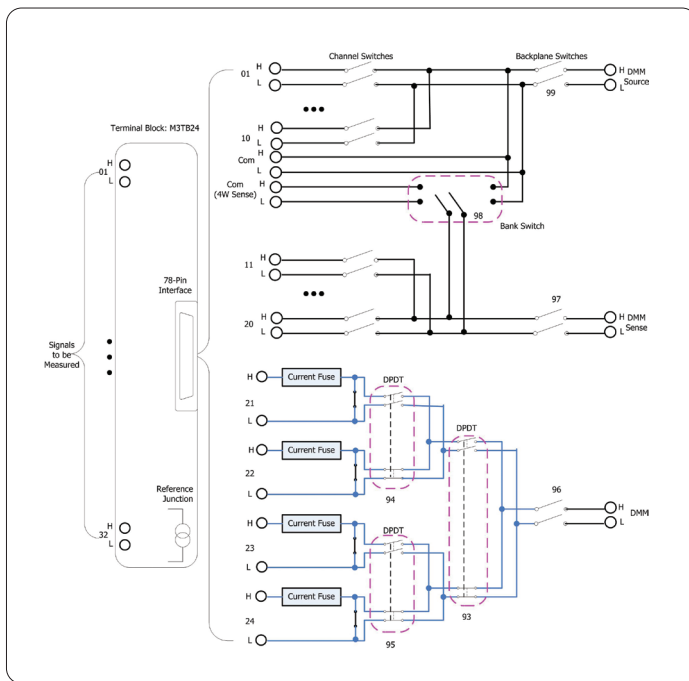 Channel Switches
Backplane Switches
01
H
L
H
L
DMM
Source
99
Terminal Block: M3TB24
10
H
L
Com
H
L
Com
(4W Sense)
H
L
98
Bank Switch
01
H
L
78-Pin
Interface
11
H
L
20
H
L
97
H
L
DMM
Sense
Signals
to be
Measured
Reference
Junction
32
H
L
H
Current Fuse
21
L
DPDT
H
Current Fuse
22
L
94
DPDT
H
Current Fuse
23
L
DPDT
96
H
L
DMM
H
Current Fuse
24
L
95
93